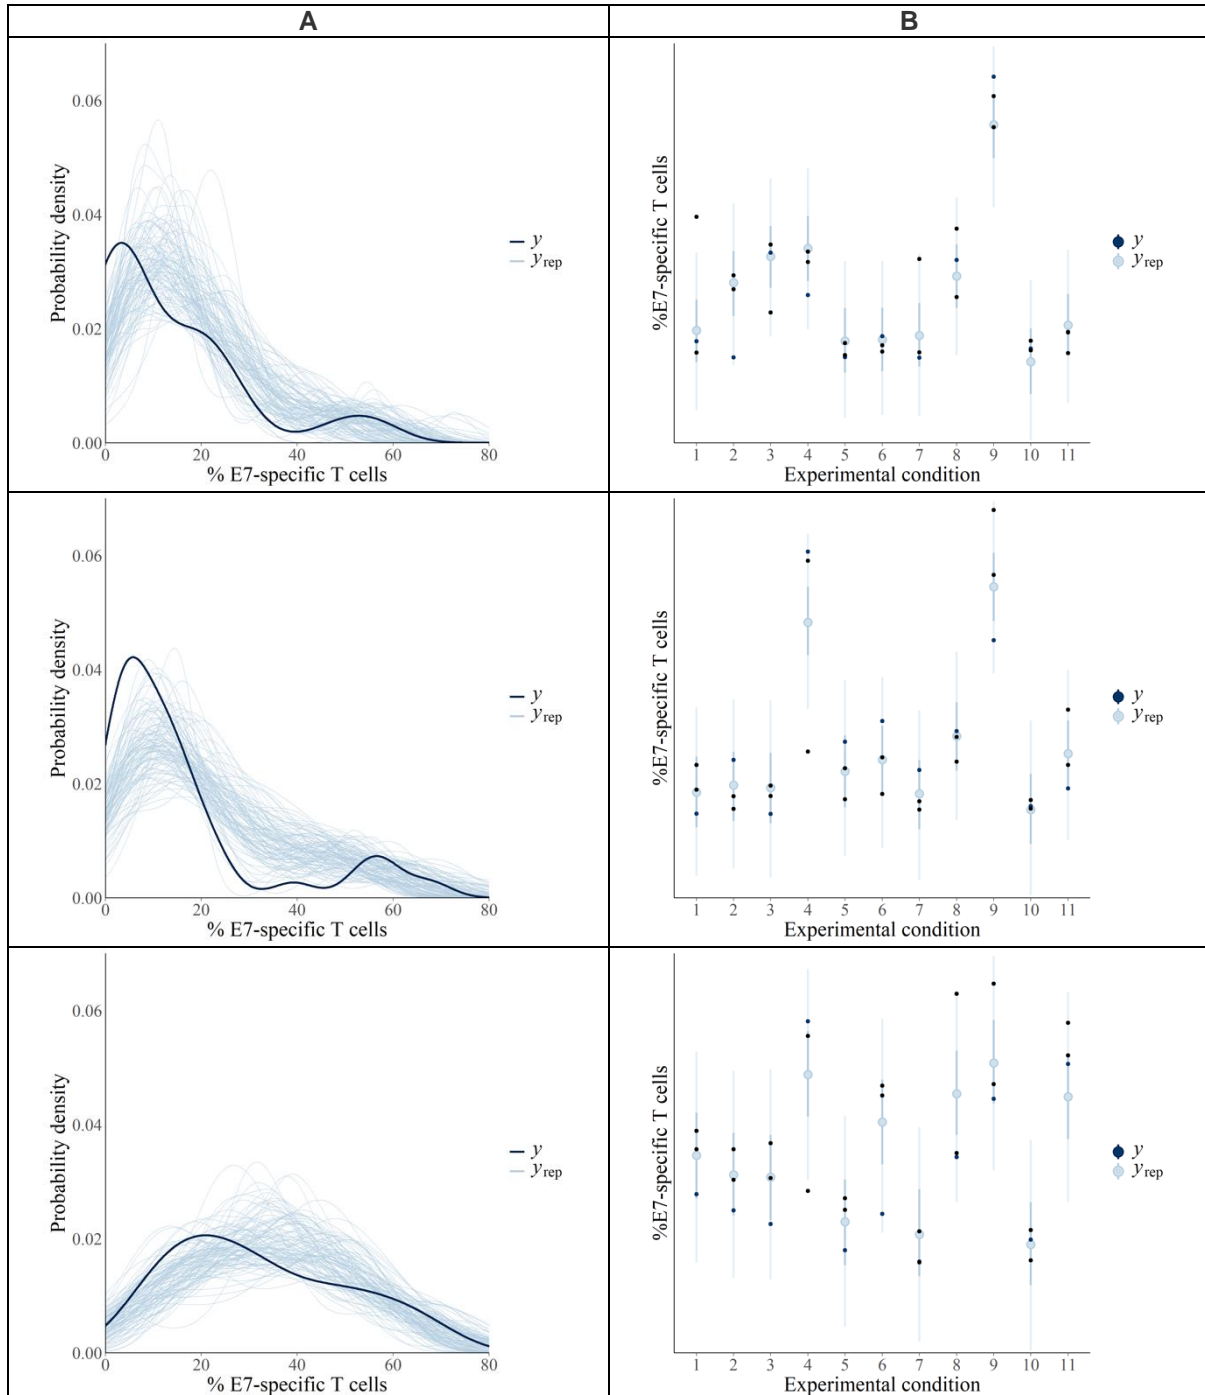 A
B
Probability density
0.06
0.04
0.02
0.00
0 20 40 60 80
% E7-specific T cells
y
yrep
%E7-specific T cells
1 2 3 4 5 6 7 8 9 10 11
Experimental condition
y
yrep
Probability density
0.06
0.04
0.02
0.00
0 20 40 60 80
% E7-specific T cells
y
yrep
%E7-specific T cells
1 2 3 4 5 6 7 8 9 10 11
Experimental condition
y
yrep
Probability density
0.06
0.04
0.02
0.00
0 20 40 60 80
% E7-specific T cells
y
yrep
%E7-specific T cells
1 2 3 4 5 6 7 8 9 10 11
Experimental condition
y
yrep